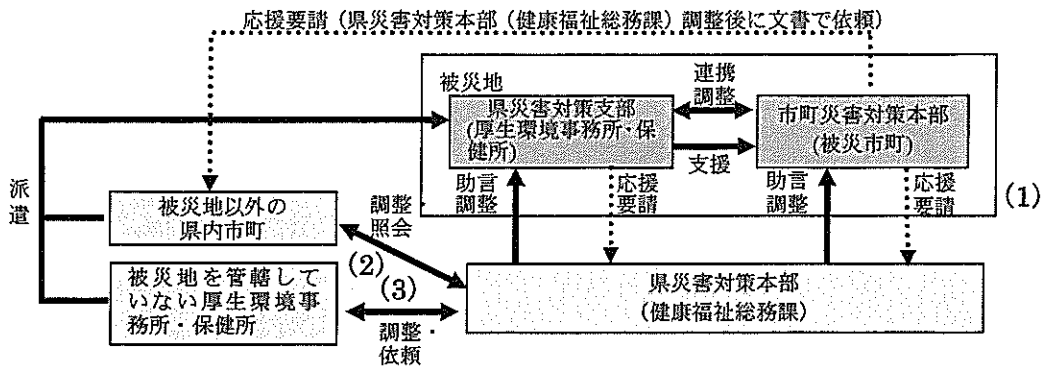 応援要請（県災害対策本部（健康福祉総務課）調整後に文書で依頼）
被災地
連携
調整
県災害対策支部
(厚生環境事務所・保
健所)
市町災害対策本部
(被災市町)
支援
派
遣
助言
調整
応援
要請
助言
調整
応援
要請
(1)
被災地以外の
県内市町
調整
照会
(2)
被災地を管轄して
いない厚生環境事
務所・保健所
(3)
調整・
依頼
県災害対策本部
(健康福祉総務課)